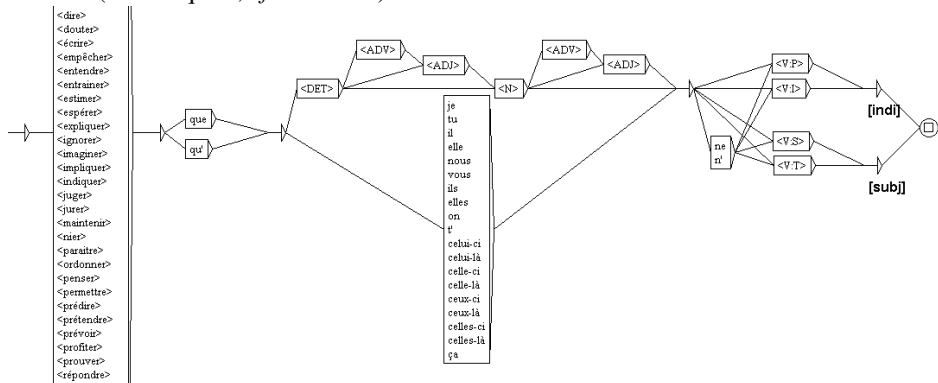 <dire>
<douter>
<écrire>
<empêcher>
<entendre>
<entrainer>
<estimer>
<espérer>
<expliquer>
<ignorer>
<imaginer>
<impliquer>
<indiquer>
<juger>
<jurer>
<maintenir>
<nier>
<paraitre>
<ordonner>
<penser>
<permettre>
<prédire>
<prétendre>
<prévoir>
<profiter>
<prouver>
<répondre>
que
qu'
<DET>
<ADV>
<ADJ>
<N>
<ADV>
<ADJ>
je
tu
il
elle
nous
vous
ils
elles
on
t'
celui-ci
celui-là
celle-ci
celle-là
ceux-ci
ceux-là
celles-ci
celles-là
ça
ne
n'
<V:P>
<V:I>
<V:S>
<V:T>
[indi]
[subj]